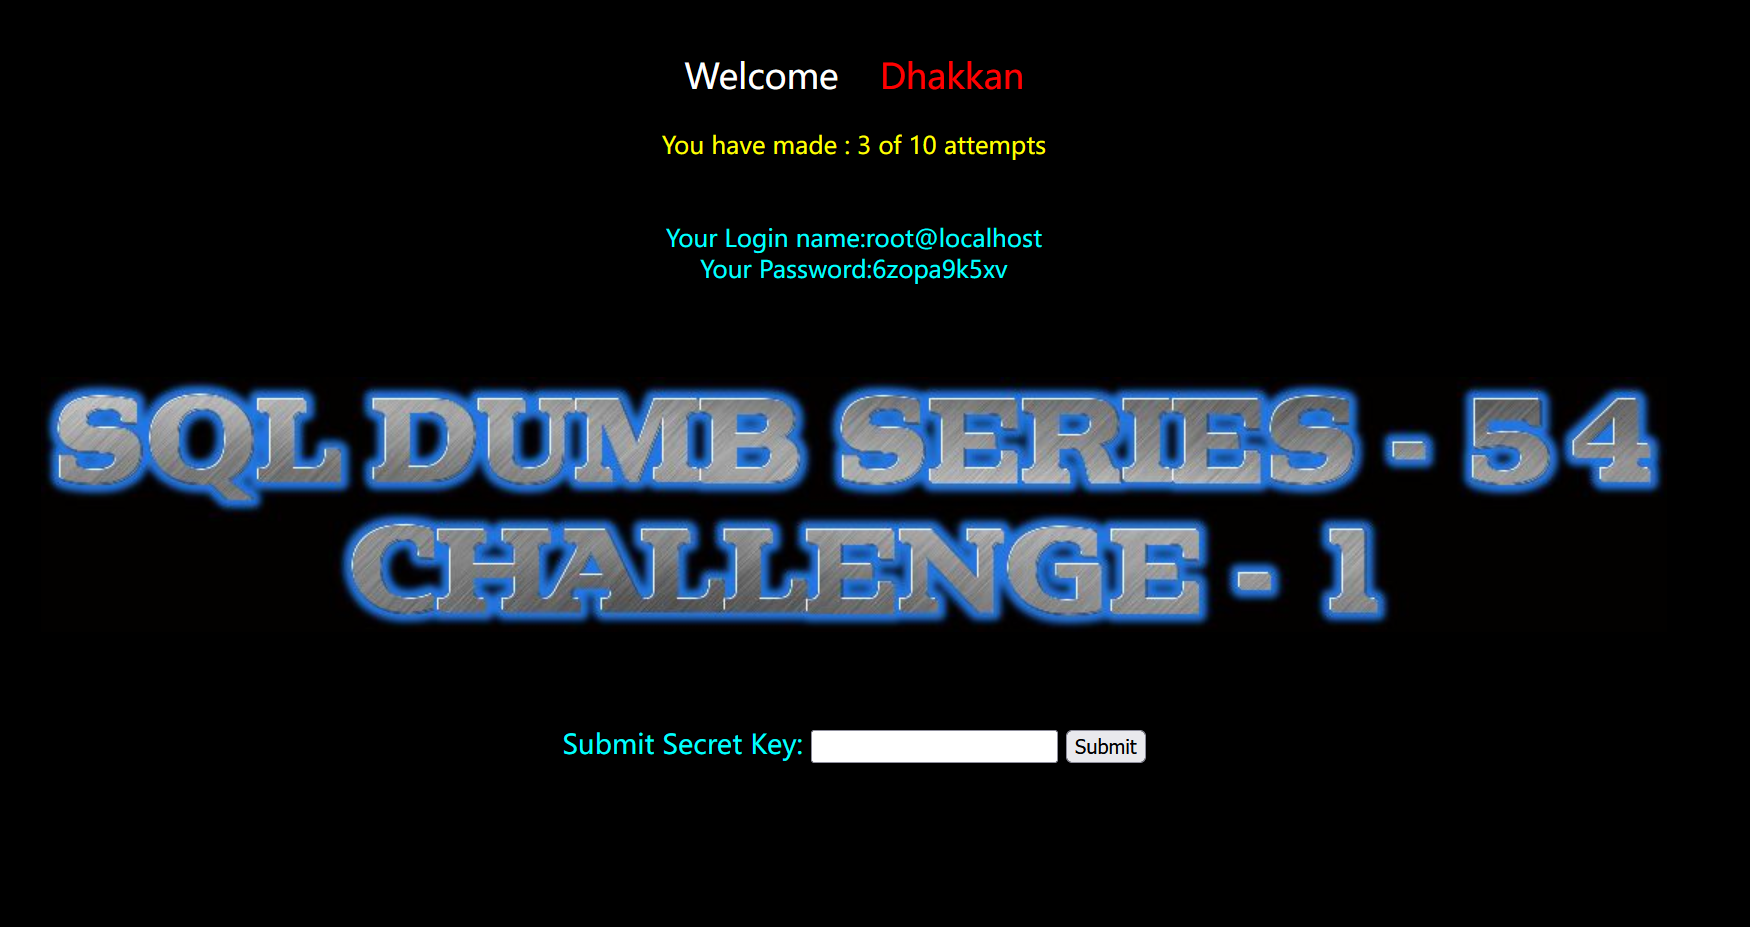 Welcome Dhakkan
You have made : 3 of 10 attempts
Your Login name:root@localhost
Your Password:6zopa9k5xv
SQL DUMB SERIES - 54
CHALLENGE - 1
Submit Secret Key: Submit